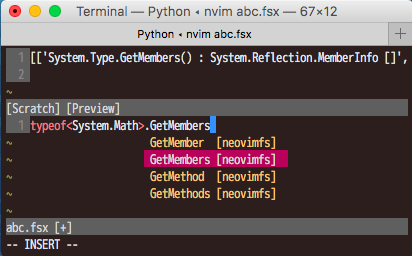 Terminal — Python ◂ nvim abc.fsx — 67×12
Python ◂ nvim abc.fsx
+
1 [['System.Type.GetMembers() : System.Reflection.MemberInfo []',
2
~
[Scratch] [Preview]
1 typeof<System.Math>.GetMembers
~ GetMember [neovimfs]
~ GetMembers [neovimfs]
~ GetMethod [neovimfs]
~ GetMethods [neovimfs]
~
abc.fsx [+]
-- INSERT --